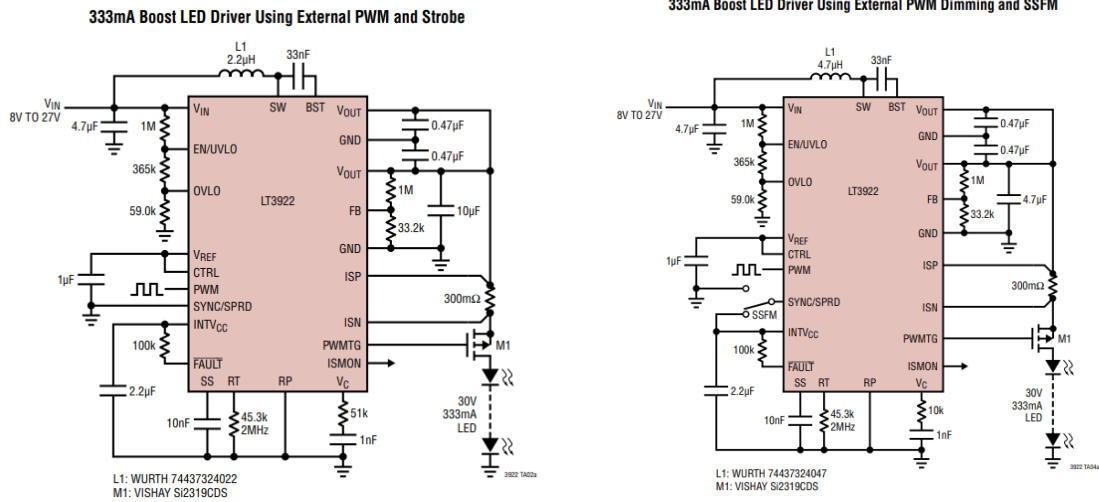 333mA Boost LED Driver Using External PWM and Strobe
L1
2.2µH
33nF
VIN
8V TO 27V
4.7µF
1M
365k
59.0k
VIN
SW
BST
VOUT
0.47µF
GND
0.47µF
EN/UVLO
OVLO
LT3922
VOUT
1M
FB
10µF
33.2k
GND
VREF
CTRL
1µF
PWM
SYNC/SPRD
ISP
300mΩ
ISN
INTVCC
100k
FAULT
PWMTG
M1
ISMON
SS
RT
RP
VC
2.2µF
10nF
45.3k
2MHz
51k
1nF
30V
333mA
LED
3922 TA02a
L1: WURTH 74437324022
M1: VISHAY Si2319CDS
333mA Boost LED Driver Using External PWM Dimming and SSFM
L1
4.7µH
33nF
VIN
8V TO 27V
4.7µF
1M
365k
59.0k
VIN
SW
BST
VOUT
0.47µF
GND
0.47µF
EN/UVLO
OVLO
LT3922
VOUT
1M
FB
4.7µF
33.2k
GND
VREF
CTRL
1µF
PWM
SYNC/SPRD
SSFM
ISP
300mΩ
ISN
INTVCC
100k
FAULT
PWMTG
M1
ISMON
SS
RT
RP
VC
2.2µF
10nF
45.3k
2MHz
10k
1nF
30V
333mA
LED
3922 TA04a
L1: WURTH 74437324047
M1: VISHAY Si2319CDS